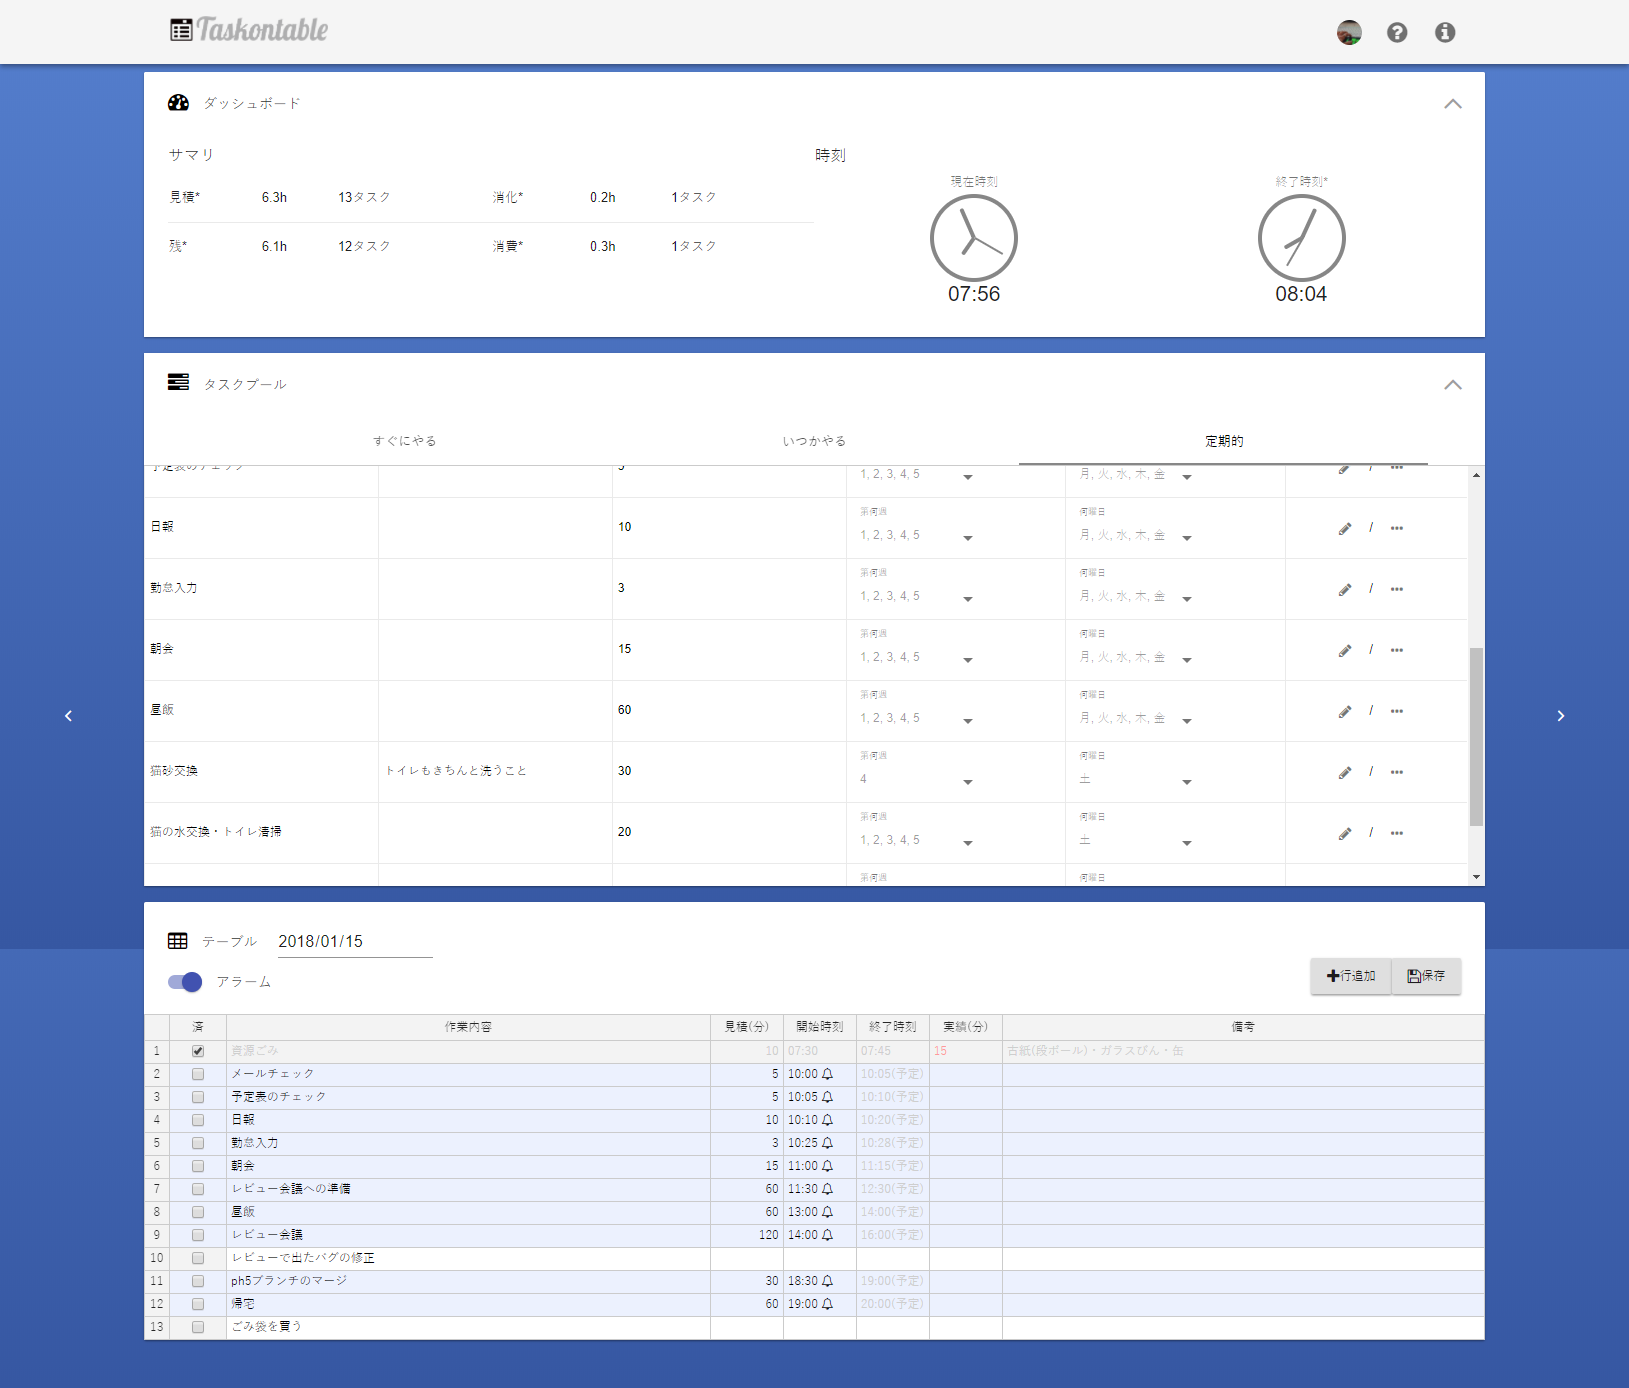 Taskontable
ダッシュボード
サマリ
時刻
見積* 6.3h 13タスク 消化* 0.2h 1タスク
残* 6.1h 12タスク 消費* 0.3h 1タスク
現在時刻 終了時刻*
07:56 08:04
タスクプール
すぐにやる いつかやる 定期的
予定表のチェック 5 1, 2, 3, 4, 5 月, 火, 水, 木, 金 /
第何週 何曜日
日報 10 1, 2, 3, 4, 5 月, 火, 水, 木, 金 /
第何週 何曜日
勤怠入力 3 1, 2, 3, 4, 5 月, 火, 水, 木, 金 /
第何週 何曜日
朝会 15 1, 2, 3, 4, 5 月, 火, 水, 木, 金 /
第何週 何曜日
昼飯 60 1, 2, 3, 4, 5 月, 火, 水, 木, 金 /
第何週 何曜日
猫砂交換 トイレもきちんと洗うこと 30 4 土 /
第何週 何曜日
猫の水交換・トイレ清掃 20 1, 2, 3, 4, 5 土 /
第何週 何曜日
テーブル 2018/01/15
アラーム
行追加 保存
済 作業内容 見積(分) 開始時刻 終了時刻 実績(分) 備考
1 資源ごみ 10 07:30 07:45 15 古紙(段ボール)・ガラスびん・缶
2 メールチェック 5 10:00 10:05(予定)
3 予定表のチェック 5 10:05 10:10(予定)
4 日報 10 10:10 10:20(予定)
5 勤怠入力 3 10:25 10:28(予定)
6 朝会 15 11:00 11:15(予定)
7 レビュー会議への準備 60 11:30 12:30(予定)
8 昼飯 60 13:00 14:00(予定)
9 レビュー会議 120 14:00 16:00(予定)
10 レビューで出たバグの修正
11 ph5ブランチのマージ 30 18:30 19:00(予定)
12 帰宅 60 19:00 20:00(予定)
13 ごみ袋を買う